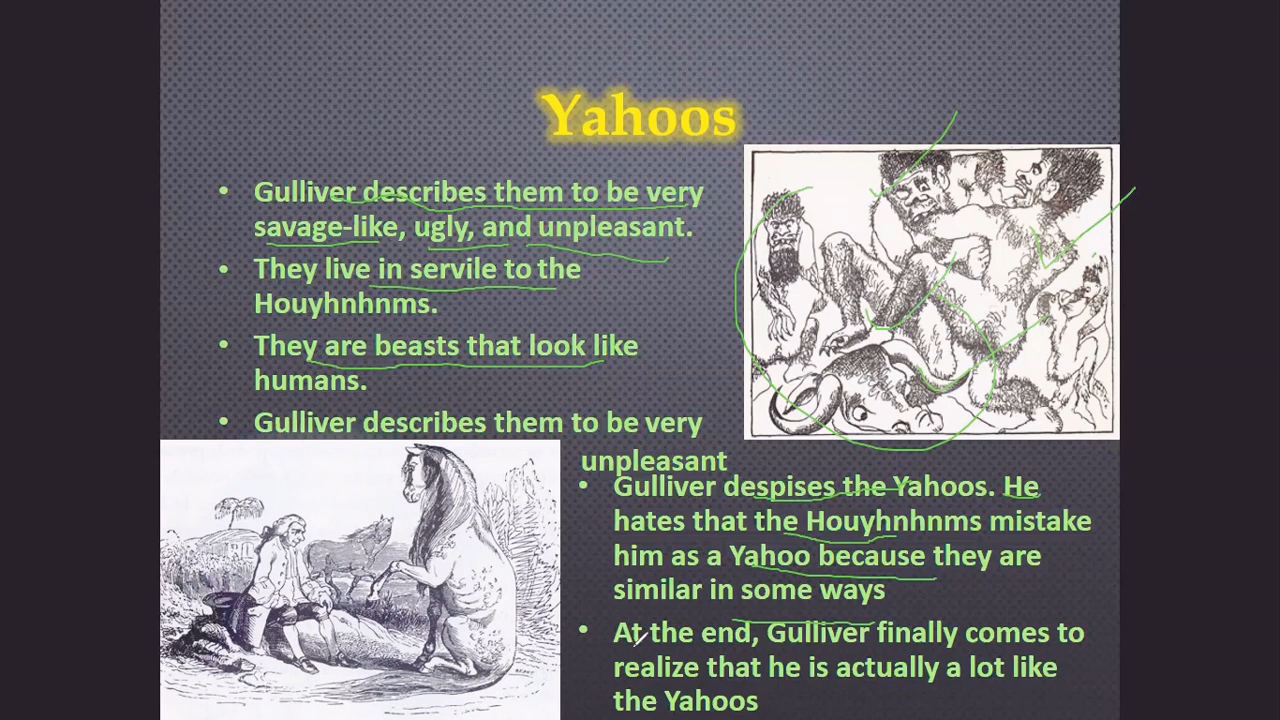 Yahoos
• Gulliver describes them to be very
savage-like, ugly, and unpleasant.
• They live in servile to the
Houyhnhnms.
• They are beasts that look like
humans.
• Gulliver describes them to be very
unpleasant
• Gulliver despises the Yahoos. He
hates that the Houyhnhnms mistake
him as a Yahoo because they are
similar in some ways
• At the end, Gulliver finally comes to
realize that he is actually a lot like
the Yahoos